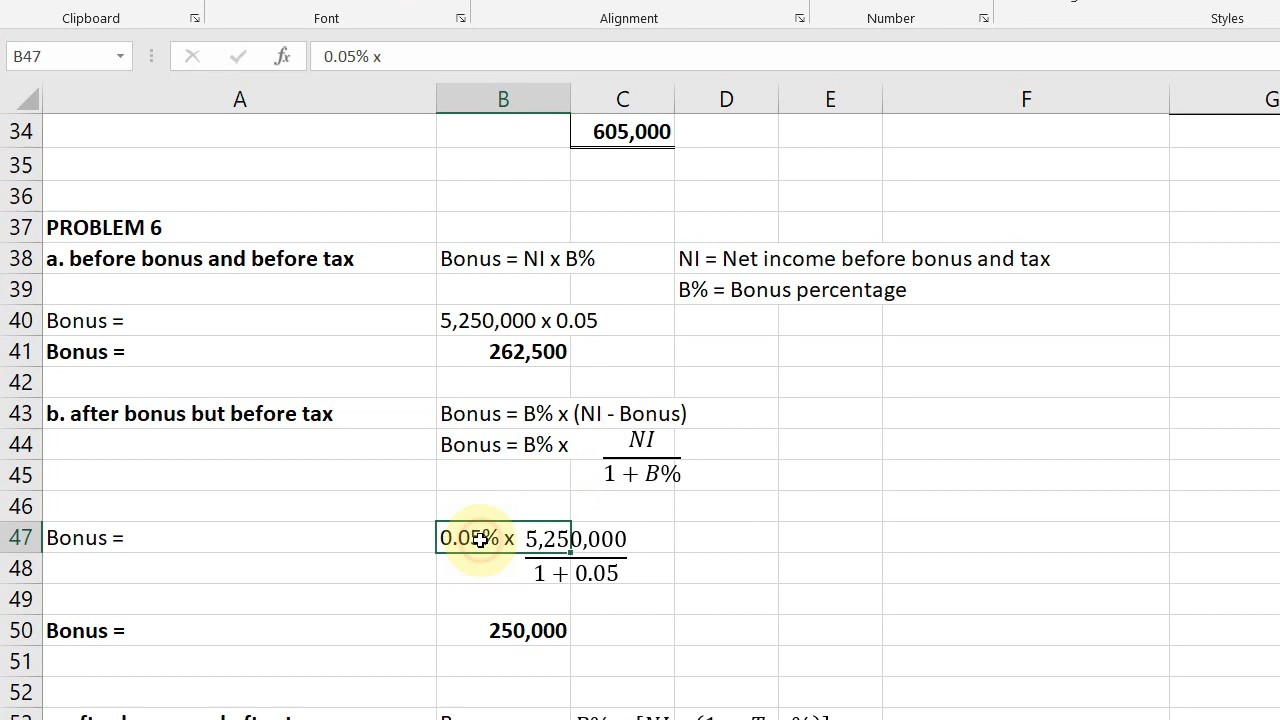 Clipboard Font Alignment Number Styles
B47 fx 0.05% x
A B C D E F G
34 605,000
35
36
37 PROBLEM 6
38 a. before bonus and before tax Bonus = NI x B% NI = Net income before bonus and tax
39 B% = Bonus percentage
40 Bonus = 5,250,000 x 0.05
41 Bonus = 262,500
42
43 b. after bonus but before tax Bonus = B% x (NI - Bonus)
44 Bonus = B% x NI
45 1 + B%
46
47 Bonus = 0.05% x 5,250,000
48 1 + 0.05
49
50 Bonus = 250,000
51
52